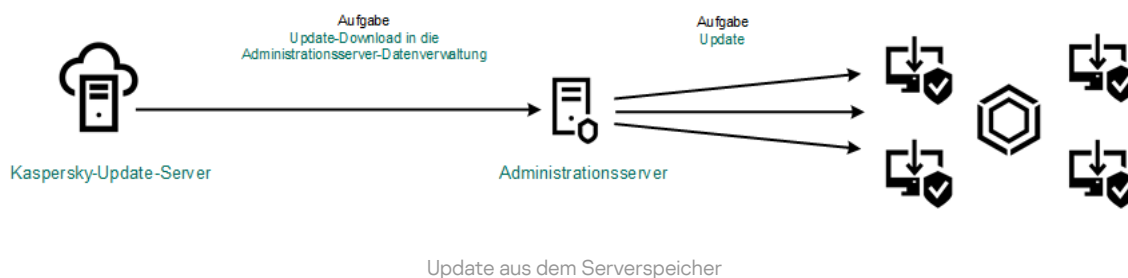 Aufgabe
Update-Download in die
Administrationsserver-Datenverwaltung
Aufgabe
Update
Kaspersky-Update-Server
Administrationsserver
Update aus dem Serverspeicher